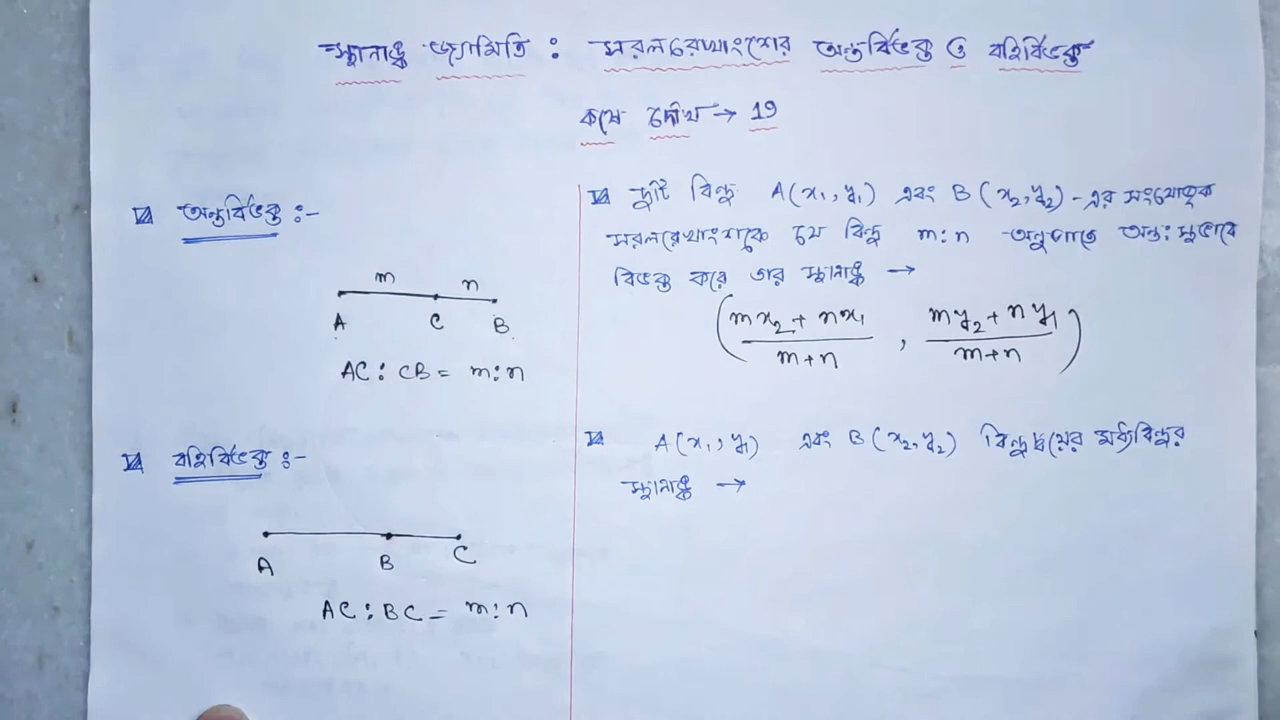 স্থানাঙ্ক জ্যামিতি : সরলরেখাংশের অন্তর্বিভক্ত ও বহির্বিভক্ত
কষে দেখি → 19
অন্তর্বিভক্ত :-
m n
A C B
AC : CB = m : n
বহির্বিভক্ত :-
A B C
AC : BC = m : n
দুটি বিন্দু A(x₁, y₁) এবং B(x₂, y₂) -এর সংযোজক
সরলরেখাংশকে যে বিন্দু m : n অনুপাতে অন্তঃস্থভাবে
বিভক্ত করে তার স্থানাঙ্ক →
((mx₂ + nx₁)/(m+n), (my₂ + ny₁)/(m+n))
A(x₁, y₁) এবং B(x₂, y₂) বিন্দুদ্বয়ের মধ্যবিন্দুর
স্থানাঙ্ক →